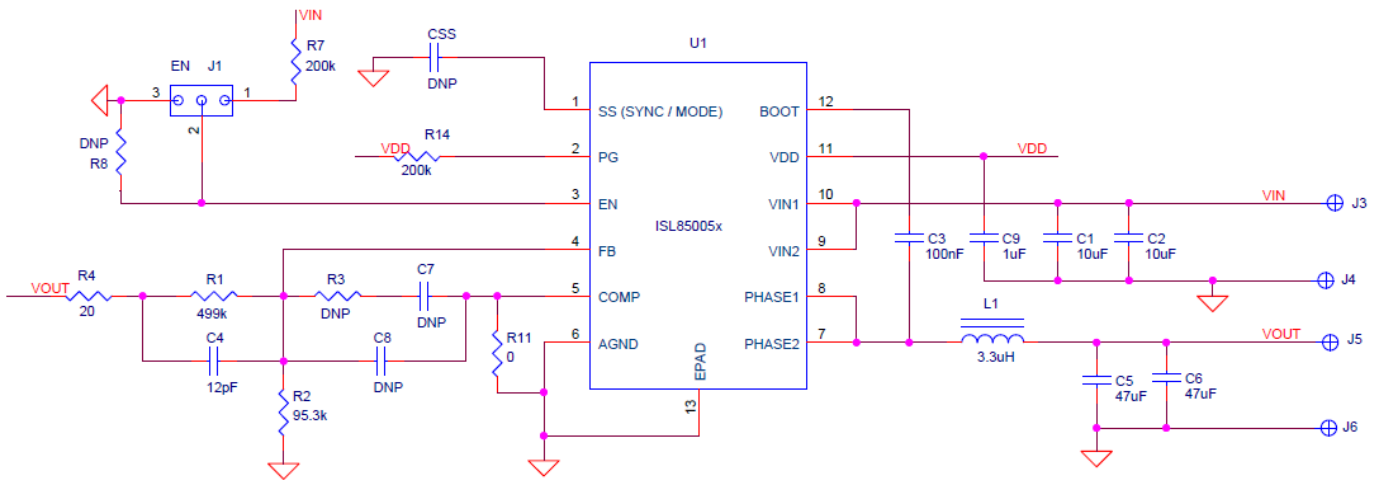 VIN
R7
200k
EN J1
3
1
2
DNP
R8
CSS
DNP
VDD
R14
200k
U1
ISL85005x
1 SS (SYNC / MODE)
2 PG
3 EN
4 FB
5 COMP
6 AGND
EPAD
13
BOOT 12
VDD 11
VIN1 10
VIN2 9
PHASE1 8
PHASE2 7
VOUT
R4
20
R1
499k
C4
12pF
R3
DNP
C7
DNP
C8
DNP
R2
95.3k
R11
0
VDD
VIN
J3
C3
100nF
C9
1uF
C1
10uF
C2
10uF
J4
L1
3.3uH
VOUT
J5
C5
47uF
C6
47uF
J6